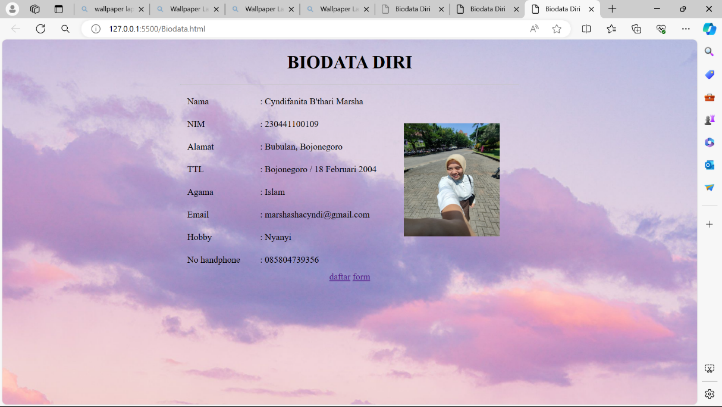 wallpaper la
Wallpaper La
Wallpaper La
Wallpaper La
Biodata Diri
Biodata Diri
Biodata Diri
127.0.0.1:5500/Biodata.html
BIODATA DIRI
Nama : Cyndifanita B'thari Marsha
NIM : 230441100109
Alamat : Bubulan, Bojonegoro
TTL : Bojonegoro / 18 Februari 2004
Agama : Islam
Email : marshashacyndi@gmail.com
Hobby : Nyanyi
No handphone : 085804739356
daftar form